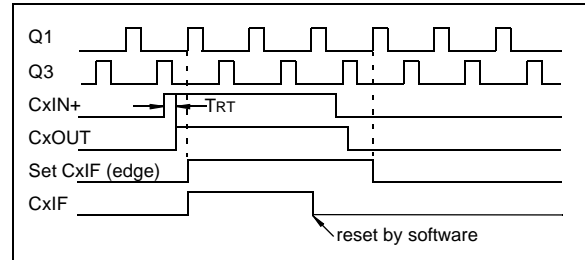 Q1
Q3
CxIN+
TRT
CxOUT
Set CxIF (edge)
CxIF
reset by software